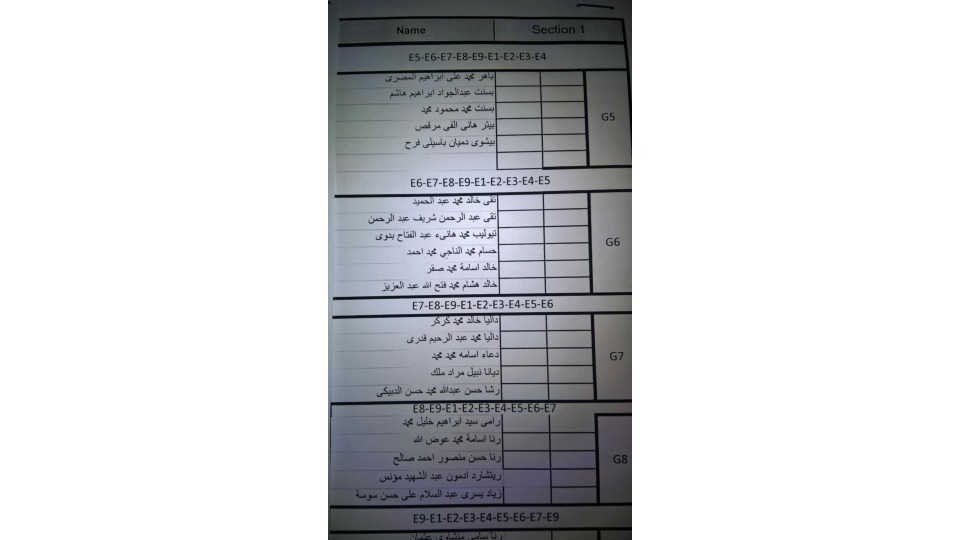 Name Section 1
E5-E6-E7-E8-E9-E1-E2-E3-E4
باهر محمد على ابراهيم المصرى
بسنت عبدالجواد ابراهيم هاشم
بسنت محمد محمود محمد
G5
بيتر هانى الفى مرقص
بيشوى دميان باسيلى فرح
E6-E7-E8-E9-E1-E2-E3-E4-E5
تقى خالد محمد عبد الحميد
تقى عبد الرحمن شريف عبد الرحمن
تيوليب محمد هانىء عبد الفتاح بدوى
G6
حسام محمد الناجي محمد احمد
خالد اسامة محمد صقر
خالد هشام محمد فتح الله عبد العزيز
E7-E8-E9-E1-E2-E3-E4-E5-E6
داليا خالد محمد كركر
داليا محمد عبد الرحيم قدرى
دعاء اسامه محمد محمد
G7
ديانا نبيل مراد ملك
رشا حسن عبدالله محمد حسن الدبيكى
E8-E9-E1-E2-E3-E4-E5-E6-E7
رامى سيد ابراهيم خليل محمد
رنا اسامة محمد عوض الله
رنا حسن منصور احمد صالح
G8
ريتشارد ادمون عبد الشهيد مؤنس
زياد يسرى عبد السلام على حسن سوسة
E9-E1-E2-E3-E4-E5-E6-E7-E9
رنا سامى منشاوى عثمان